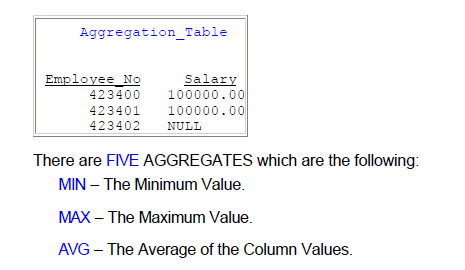 Aggregation_Table
Employee_No Salary
423400 100000.00
423401 100000.00
423402 NULL
There are FIVE AGGREGATES which are the following:
MIN – The Minimum Value.
MAX – The Maximum Value.
AVG – The Average of the Column Values.